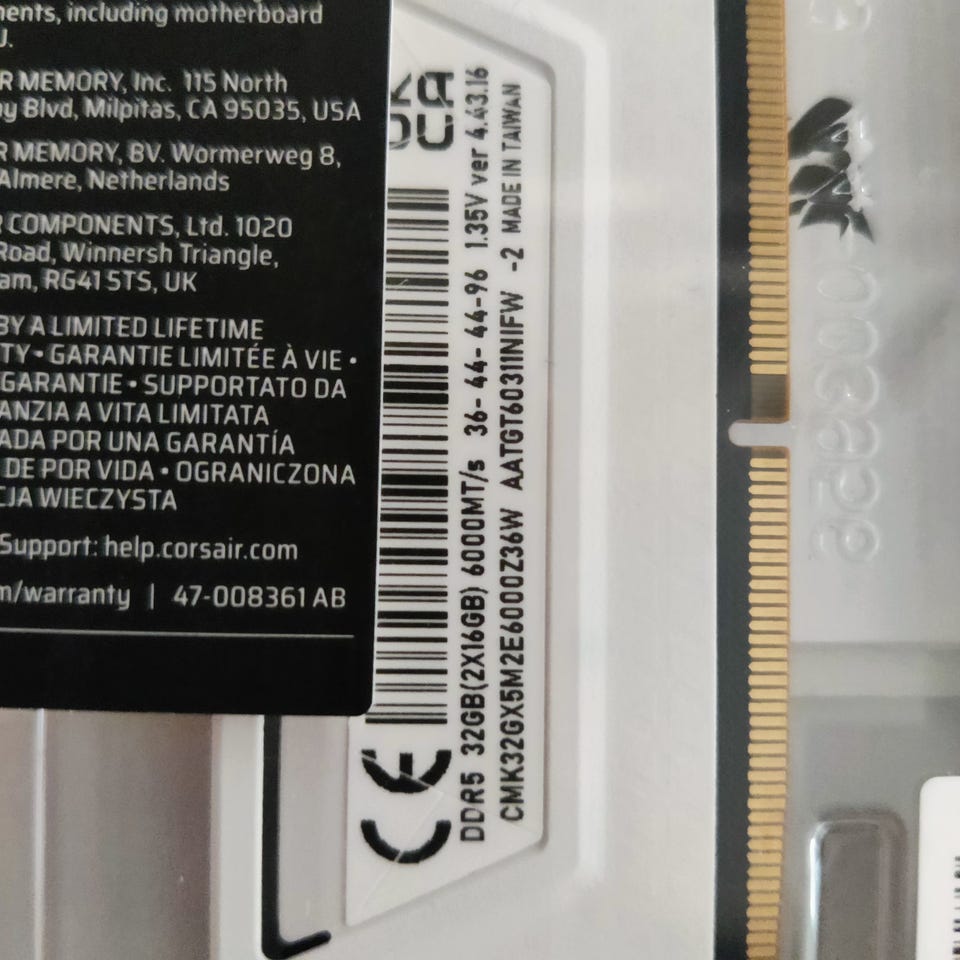 ents, including motherboard
U.
R MEMORY, Inc. 115 North
y Blvd, Milpitas, CA 95035, USA
R MEMORY, BV. Wormerweg 8,
Almere, Netherlands
R COMPONENTS, Ltd. 1020
Road, Winnersh Triangle,
am, RG41 5TS, UK
BY A LIMITED LIFETIME
TY • GARANTIE LIMITÉE À VIE •
GARANTIE • SUPPORTATO DA
ANZIA A VITA LIMITATA
ADA POR UNA GARANTÍA
DE POR VIDA • OGRANICZONA
CJA WIECZYSTA
Support: help.corsair.com
m/warranty | 47-008361 AB
CE
UK
CA
DDR5 32GB(2X16GB) 6000MT/s 36-44-44-96 1.35V ver 4.43.16
CMK32GX5M2E6000Z36W AATGT60311NIFW -2 MADE IN TAIWAN